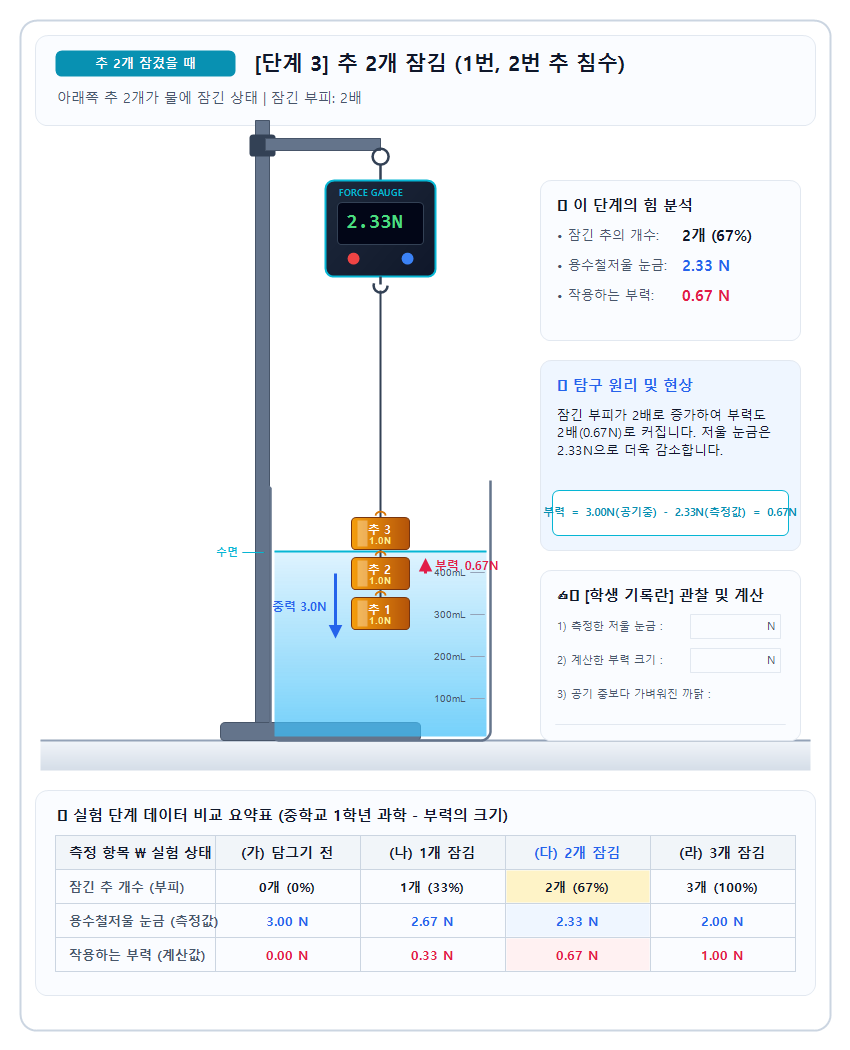 추 2개 잠겼을 때
[단계 3] 추 2개 잠김 (1번, 2번 추 침수)
아래쪽 추 2개가 물에 잠긴 상태 | 잠긴 부피: 2배
FORCE GAUGE
2.33N
이 단계의 힘 분석
• 잠긴 추의 개수: 2개 (67%)
• 용수철저울 눈금: 2.33 N
• 작용하는 부력: 0.67 N
탐구 원리 및 현상
잠긴 부피가 2배로 증가하여 부력도
2배(0.67N)로 커집니다. 저울 눈금은
2.33N으로 더욱 감소합니다.
부력 = 3.00N(공기중) - 2.33N(측정값) = 0.67N
추 3
1.0N
수면
부력 0.67N
추 2
1.0N
400mL
중력 3.0N
추 1
1.0N
300mL
200mL
100mL
✍ [학생 기록란] 관찰 및 계산
1) 측정한 저울 눈금 : N
2) 계산한 부력 크기 : N
3) 공기 중보다 가벼워진 까닭 :
실험 단계 데이터 비교 요약표 (중학교 1학년 과학 - 부력의 크기)
측정 항목 ₩ 실험 상태 (가) 담그기 전 (나) 1개 잠김 (다) 2개 잠김 (라) 3개 잠김
잠긴 추 개수 (부피) 0개 (0%) 1개 (33%) 2개 (67%) 3개 (100%)
용수철저울 눈금 (측정값) 3.00 N 2.67 N 2.33 N 2.00 N
작용하는 부력 (계산값) 0.00 N 0.33 N 0.67 N 1.00 N